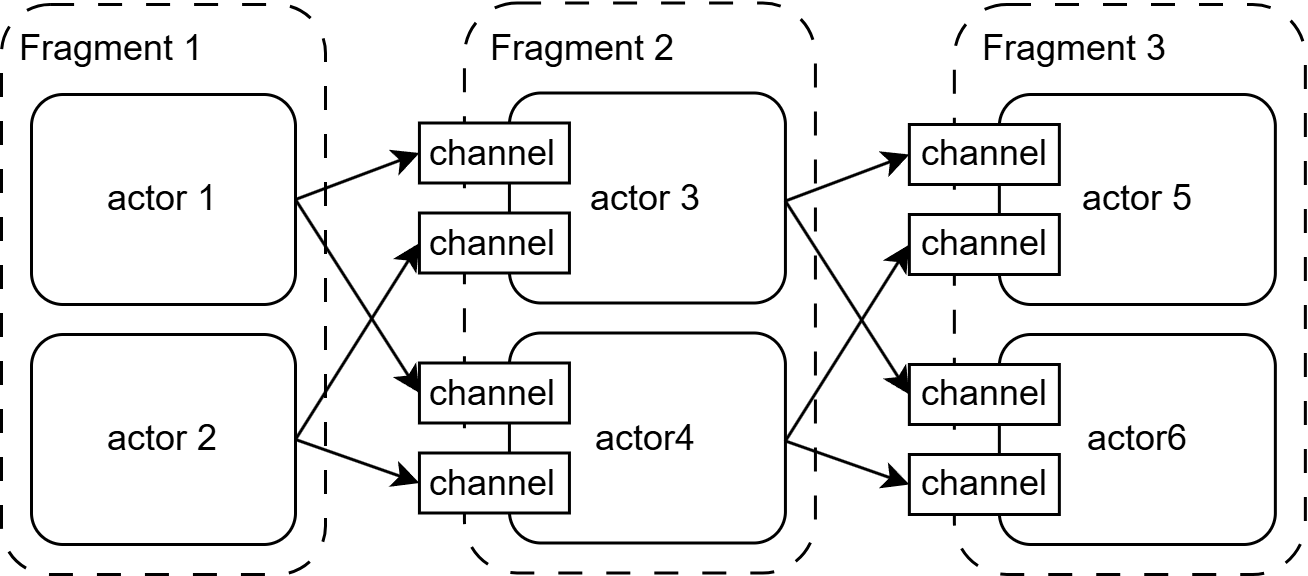 Fragment 1
actor 1
actor 2
Fragment 2
channel
actor 3
channel
channel
actor4
channel
Fragment 3
channel
actor 5
channel
channel
actor6
channel